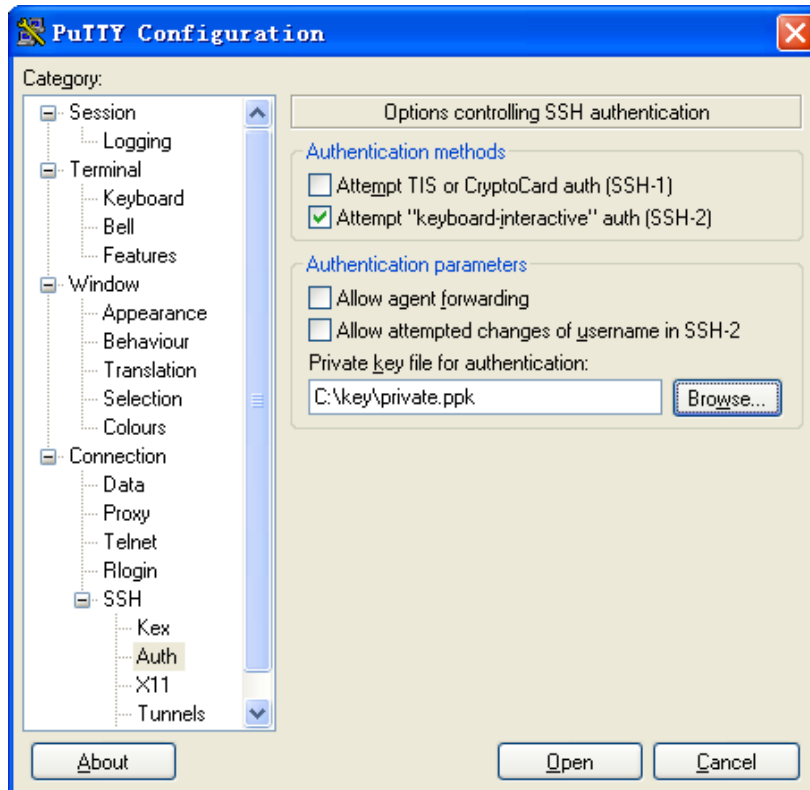 PuTTY Configuration
Category:
Session
Logging
Terminal
Keyboard
Bell
Features
Window
Appearance
Behaviour
Translation
Selection
Colours
Connection
Data
Proxy
Telnet
Rlogin
SSH
Kex
Auth
X11
Tunnels
Options controlling SSH authentication
Authentication methods
Attempt TIS or CryptoCard auth (SSH-1)
Attempt "keyboard-interactive" auth (SSH-2)
Authentication parameters
Allow agent forwarding
Allow attempted changes of username in SSH-2
Private key file for authentication:
C:\key\private.ppk
Browse...
About
Open
Cancel